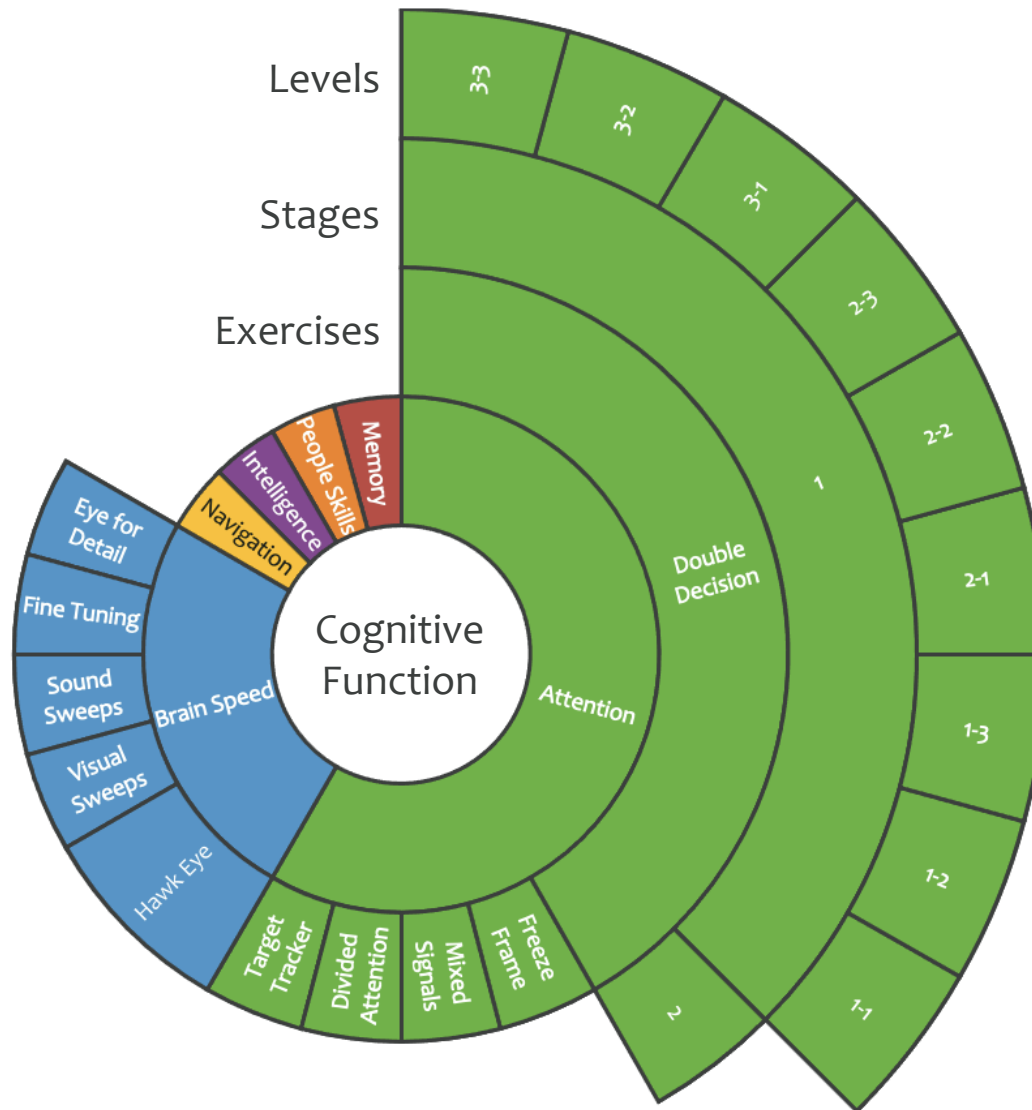 Levels
Stages
Exercises
Cognitive
Function
Attention
Double
Decision
1
3-3
3-2
3-1
2-3
2-2
2-1
1-3
1-2
1-1
2
Freeze
Frame
Mixed
Signals
Divided
Attention
Target
Tracker
Brain Speed
Hawk Eye
Visual
Sweeps
Sound
Sweeps
Fine Tuning
Eye for
Detail
Navigation
Intelligence
People Skills
Memory